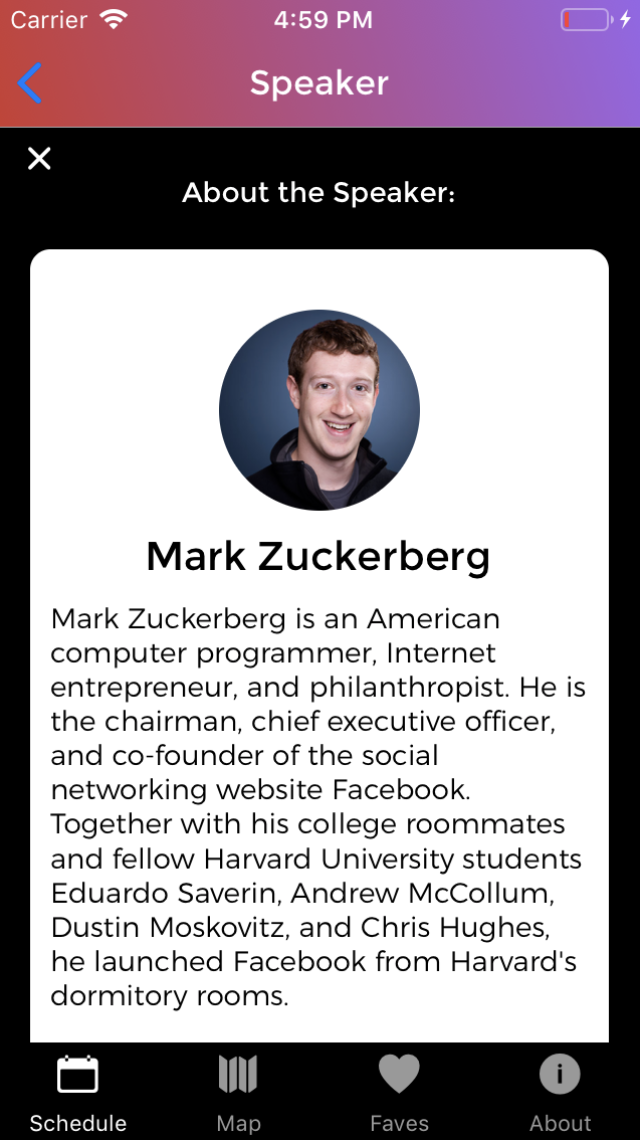 Carrier 4:59 PM
Speaker
About the Speaker:
Mark Zuckerberg
Mark Zuckerberg is an American
computer programmer, Internet
entrepreneur, and philanthropist. He is
the chairman, chief executive officer,
and co-founder of the social
networking website Facebook.
Together with his college roommates
and fellow Harvard University students
Eduardo Saverin, Andrew McCollum,
Dustin Moskovitz, and Chris Hughes,
he launched Facebook from Harvard's
dormitory rooms.
Schedule Map Faves About